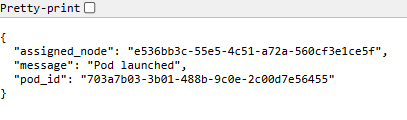 Pretty-print
{
  "assigned_node": "e536bb3c-55e5-4c51-a72a-560cf3e1ce5f",
  "message": "Pod launched",
  "pod_id": "703a7b03-3b01-488b-9c0e-2c00d7e56455"
}